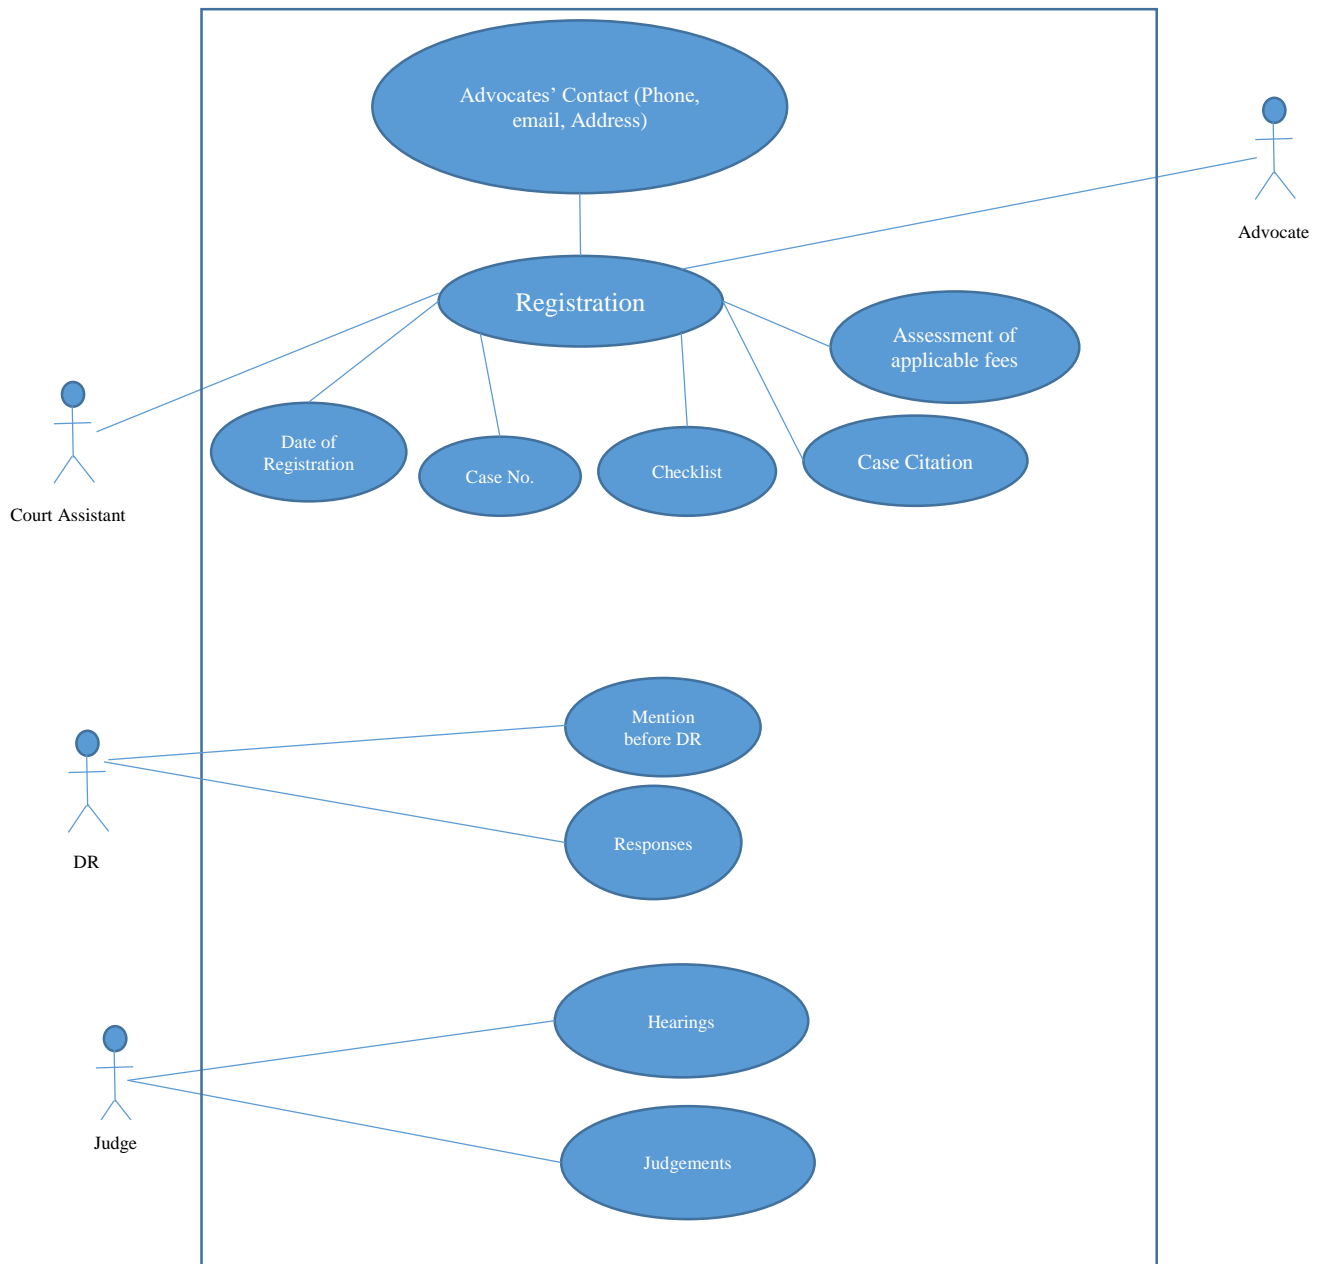 Advocates’ Contact (Phone,
email, Address)
Advocate
Registration
Assessment of
applicable fees
Date of
Registration
Case No.
Checklist
Case Citation
Court Assistant
Mention
before DR
Responses
DR
Hearings
Judge
Judgements